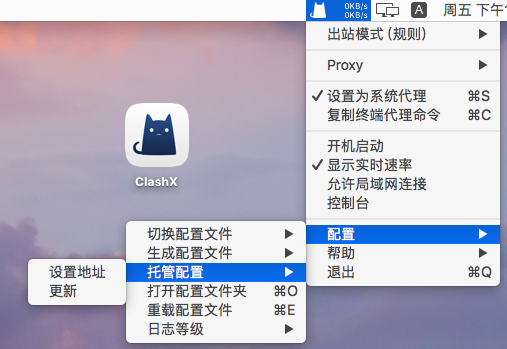 0KB/s
0KB/s
A
周五 下午
出站模式 (规则)
Proxy
设置为系统代理 ⌘S
复制终端代理命令 ⌘C
开机启动
显示实时速率
允许局域网连接
控制台
配置
帮助
退出 ⌘Q
ClashX
切换配置文件
生成配置文件
托管配置
打开配置文件夹 ⌘O
重载配置文件 ⌘E
日志等级
设置地址
更新